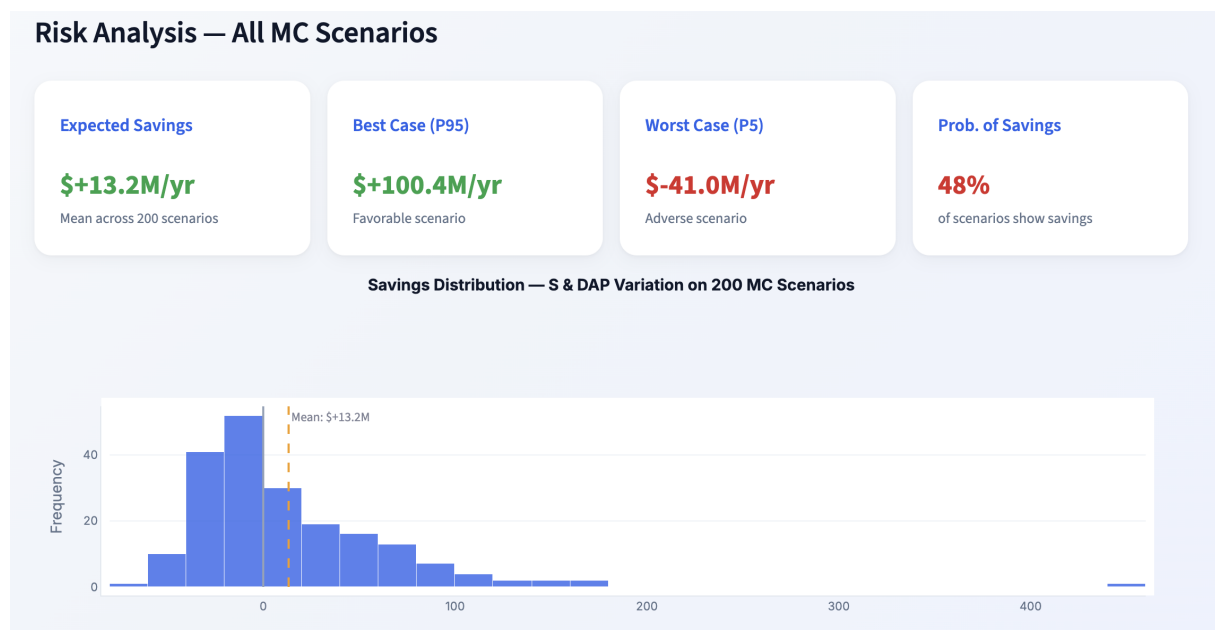 Risk Analysis — All MC Scenarios
Expected Savings
$+13.2M/yr
Mean across 200 scenarios
Best Case (P95)
$+100.4M/yr
Favorable scenario
Worst Case (P5)
$-41.0M/yr
Adverse scenario
Prob. of Savings
48%
of scenarios show savings
Savings Distribution — S & DAP Variation on 200 MC Scenarios
Mean: $+13.2M
Frequency
40
20
0
0 100 200 300 400